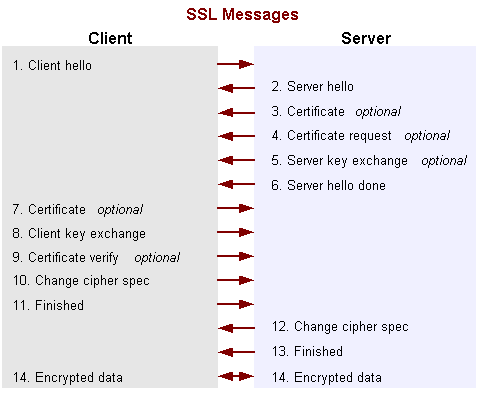 SSL Messages
Client Server
1. Client hello
2. Server hello
3. Certificate optional
4. Certificate request optional
5. Server key exchange optional
6. Server hello done
7. Certificate optional
8. Client key exchange
9. Certificate verify optional
10. Change cipher spec
11. Finished
12. Change cipher spec
13. Finished
14. Encrypted data 14. Encrypted data